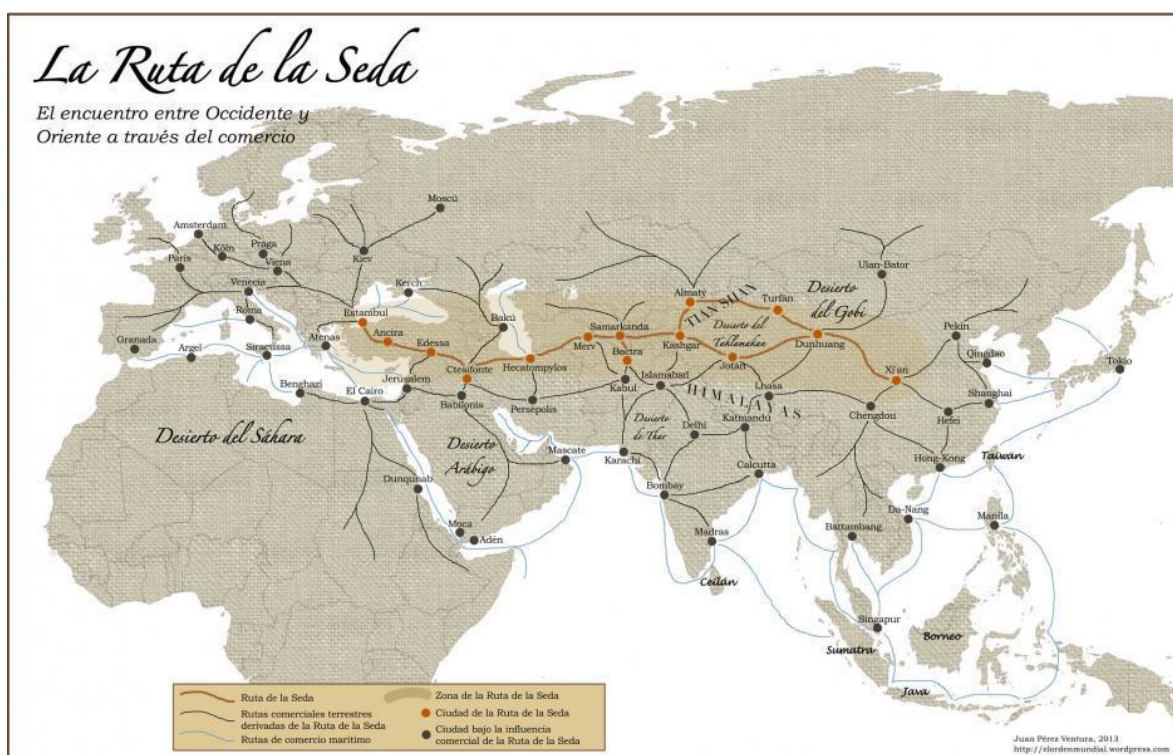 La Ruta de la Seda
El encuentro entre Occidente y
Oriente a través del comercio
Moscú
Amsterdam
Köln
Praga
París
Viena
Kiev
Ulan-Bator
Venecia
Kerch
Almaty
TIAN SHAN
Turfán
Desierto
del Gobi
Roma
Estambul
Bakú
Samarkanda
Pekín
Granada
Argel
Siracussa
Atenas
Ancira
Edessa
Merv
Kashgar
Desierto del
Taklamakan
Dunhuang
Qingdao
Tokio
Ctesifonte
Hecatompylos
Bactra
Jotán
Xi'an
Benghazi
El Cairo
Jerusalem
Islamabad
Babilonia
Persépolis
Kabul
HIMALAYAS
Lhasa
Shanghai
Katmandú
Chengdou
Hefei
Desierto del Sáhara
Desierto
Arábigo
Desierto
de Thar
Delhi
Mascate
Karachi
Calcutta
Hong-Kong
Taiwán
Dunqunab
Bombay
Da-Nang
Manila
Moca
Adén
Madras
Battambang
Ceilán
Singapur
Sumatra
Borneo
Java
Ruta de la Seda
Rutas comerciales terrestres
derivadas de la Ruta de la Seda
Rutas de comercio marítimo
Zona de la Ruta de la Seda
Ciudad de la Ruta de la Seda
Ciudad bajo la influencia
comercial de la Ruta de la Seda
Juan Pérez Ventura, 2013
http://elordenmundial.wordpress.com